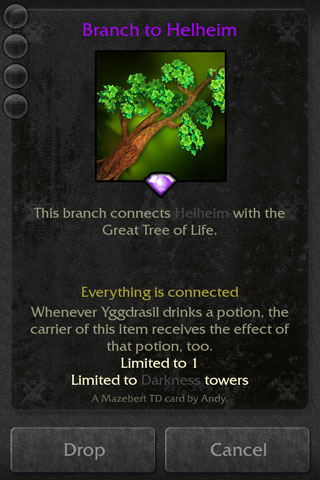 Branch to Helheim
This branch connects Helheim with the
Great Tree of Life.
Everything is connected
Whenever Yggdrasil drinks a potion, the
carrier of this item receives the effect of
that potion, too.
Limited to 1
Limited to Darkness towers
A Mazebert TD card by Andy.
Drop
Cancel